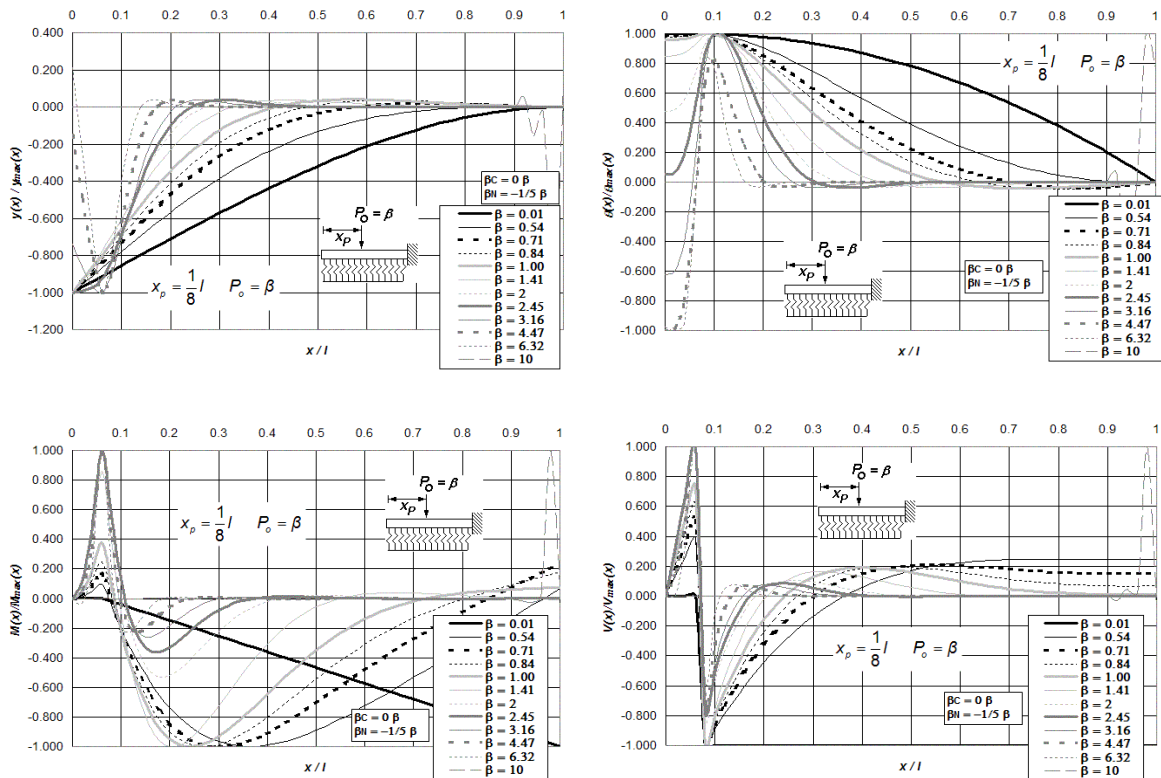 0 0.1 0.2 0.3 0.4 0.5 0.6 0.7 0.8 0.9 1
0.400
0.200
0.000
-0.200
-0.400
-0.600
-0.800
-1.000
-1.200
y(x) / ymax(x)
x / l
P_O = β
x_P
x_p = 1/8 l P_o = β
βC = 0 β
βN = −1/5 β
β = 0.01
β = 0.54
β = 0.71
β = 0.84
β = 1.00
β = 1.41
β = 2
β = 2.45
β = 3.16
β = 4.47
β = 6.32
β = 10
0 0.1 0.2 0.3 0.4 0.5 0.6 0.7 0.8 0.9 1
1.000
0.800
0.600
0.400
0.200
0.000
-0.200
-0.400
-0.600
-0.800
-1.000
x / l
x_p = 1/8 l P_o = β
P_O = β
x_P
βC = 0 β
βN = −1/5 β
β = 0.01
β = 0.54
β = 0.71
β = 0.84
β = 1.00
β = 1.41
β = 2
β = 2.45
β = 3.16
β = 4.47
β = 6.32
β = 10
0 0.1 0.2 0.3 0.4 0.5 0.6 0.7 0.8 0.9 1
1.000
0.800
0.600
0.400
0.200
0.000
-0.200
-0.400
-0.600
-0.800
-1.000
M(x)/Mmax(x)
x / l
P_O = β
x_P
x_p = 1/8 l P_o = β
βC = 0 β
βN = −1/5 β
β = 0.01
β = 0.54
β = 0.71
β = 0.84
β = 1.00
β = 1.41
β = 2
β = 2.45
β = 3.16
β = 4.47
β = 6.32
β = 10
0 0.1 0.2 0.3 0.4 0.5 0.6 0.7 0.8 0.9 1
1.000
0.800
0.600
0.400
0.200
0.000
-0.200
-0.400
-0.600
-0.800
-1.000
V(x)/Vmax(x)
x / l
P_O = β
x_P
x_p = 1/8 l P_o = β
βC = 0 β
βN = −1/5 β
β = 0.01
β = 0.54
β = 0.71
β = 0.84
β = 1.00
β = 1.41
β = 2
β = 2.45
β = 3.16
β = 4.47
β = 6.32
β = 10